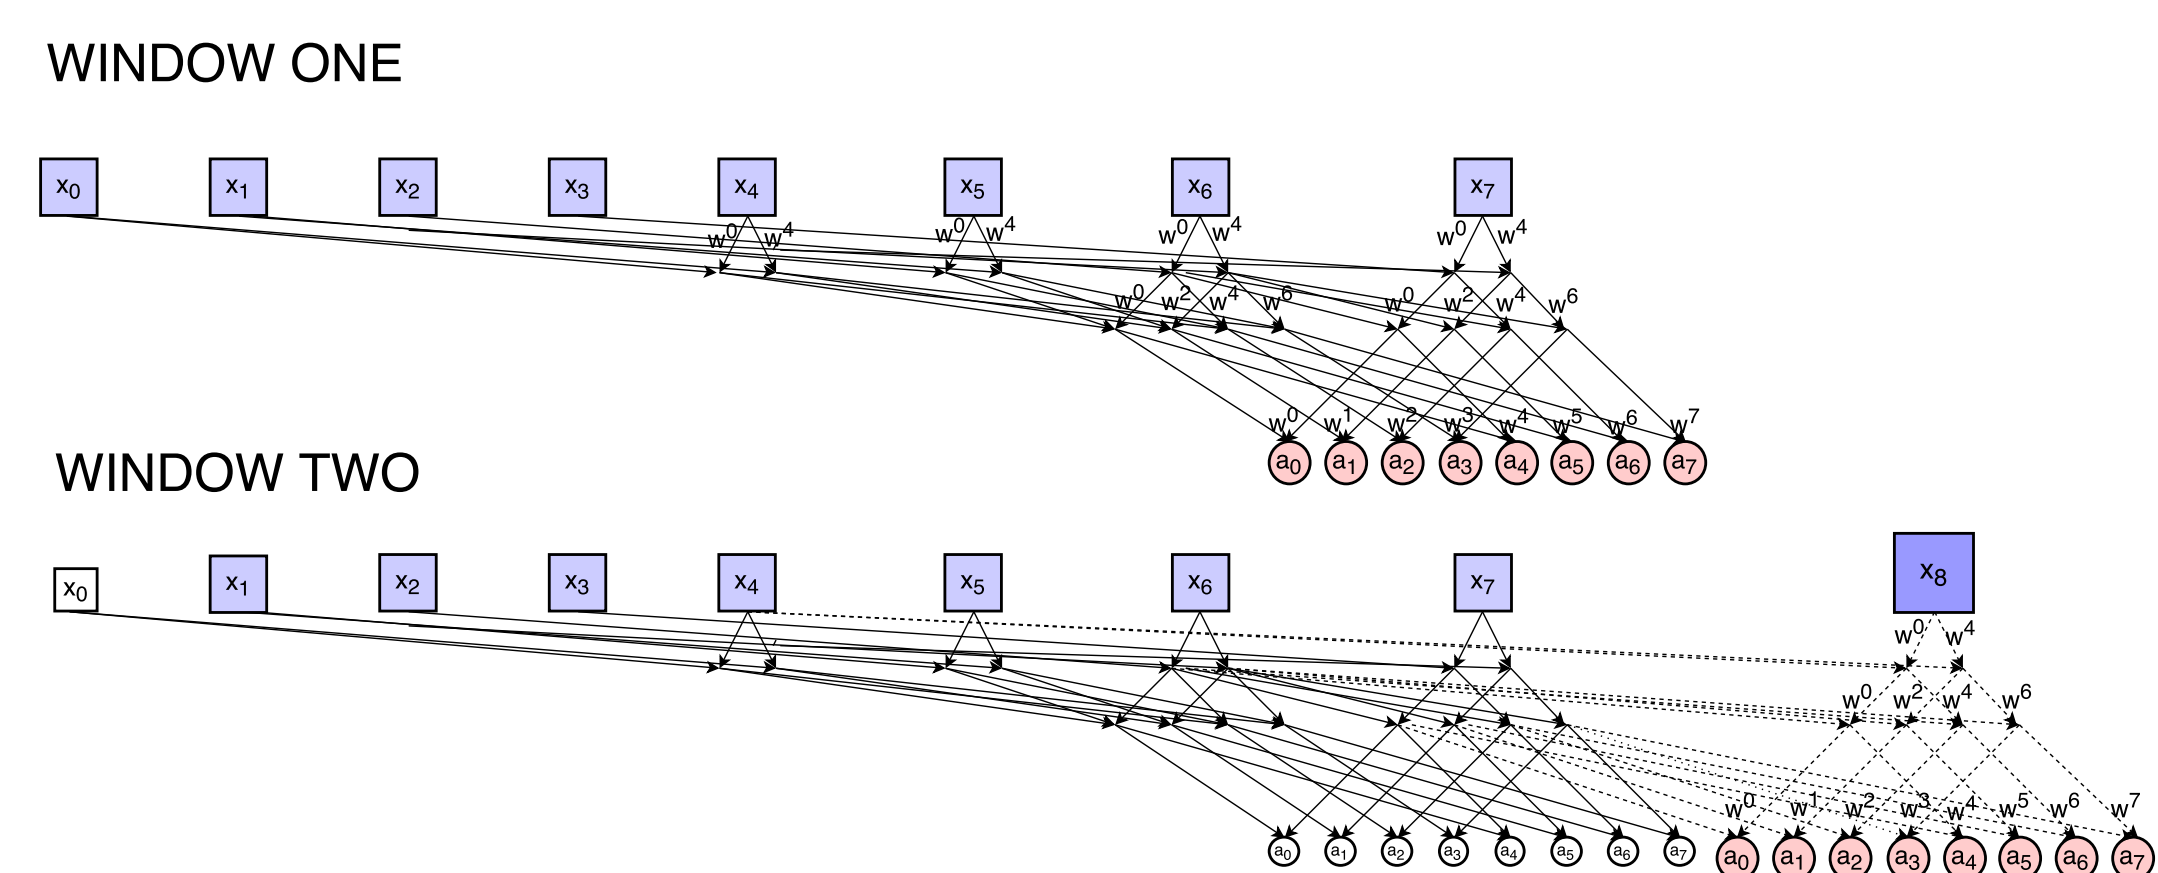 WINDOW ONE
x0 x1 x2 x3 x4 x5 x6 x7
w0 w4 w0 w4 w0 w4 w0 w4
w0 w2 w4 w6 w0 w2 w4 w6
w0 w1 w2 w3 w4 w5 w6 w7
a0 a1 a2 a3 a4 a5 a6 a7
WINDOW TWO
x0 x1 x2 x3 x4 x5 x6 x7 x8
w0 w4
w0 w2 w4 w6
w0 w1 w2 w3 w4 w5 w6 w7
a0 a1 a2 a3 a4 a5 a6 a7 a0 a1 a2 a3 a4 a5 a6 a7